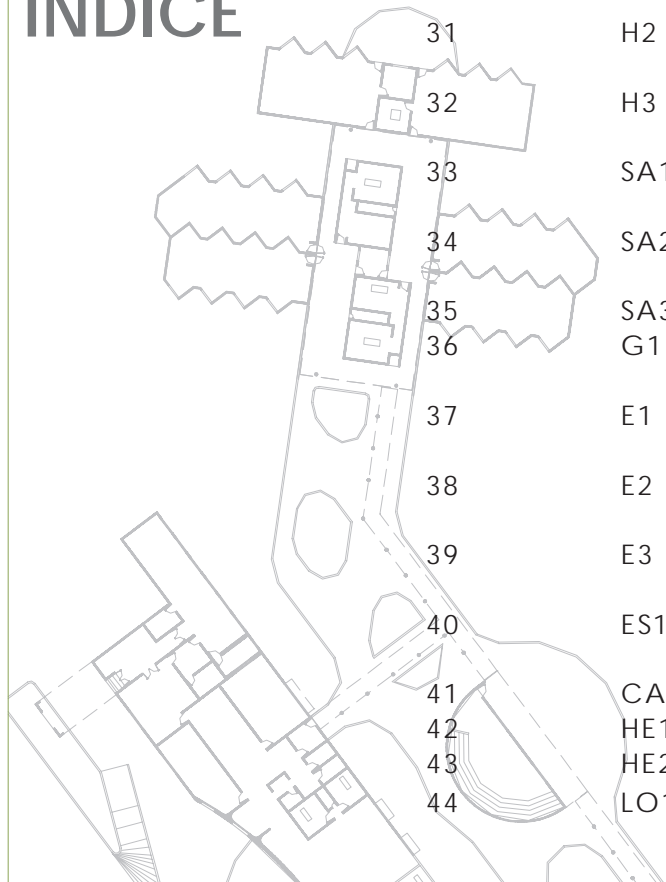 INDICE
31 H2
32 H3
33 SA1
34 SA2
35 SA3
36 G1
37 E1
38 E2
39 E3
40 ES1
41 CA
42 HE1
43 HE2
44 LO1